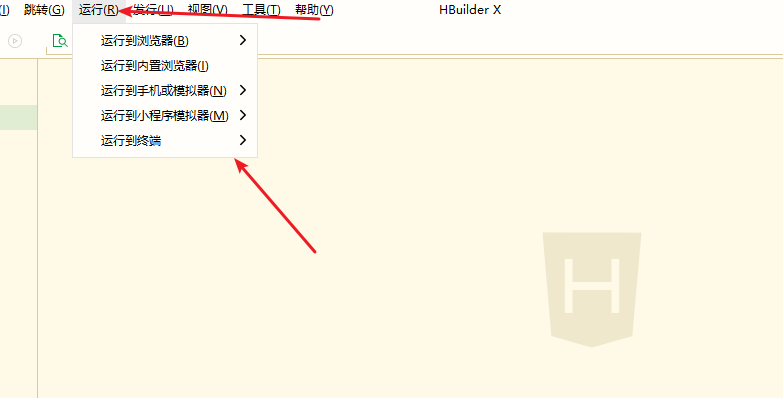 (I) 跳转(G) 运行(R) 发行(U) 视图(V) 工具(T) 帮助(Y) HBuilder X
运行到浏览器(B)
运行到内置浏览器(I)
运行到手机或模拟器(N)
运行到小程序模拟器(M)
运行到终端
H